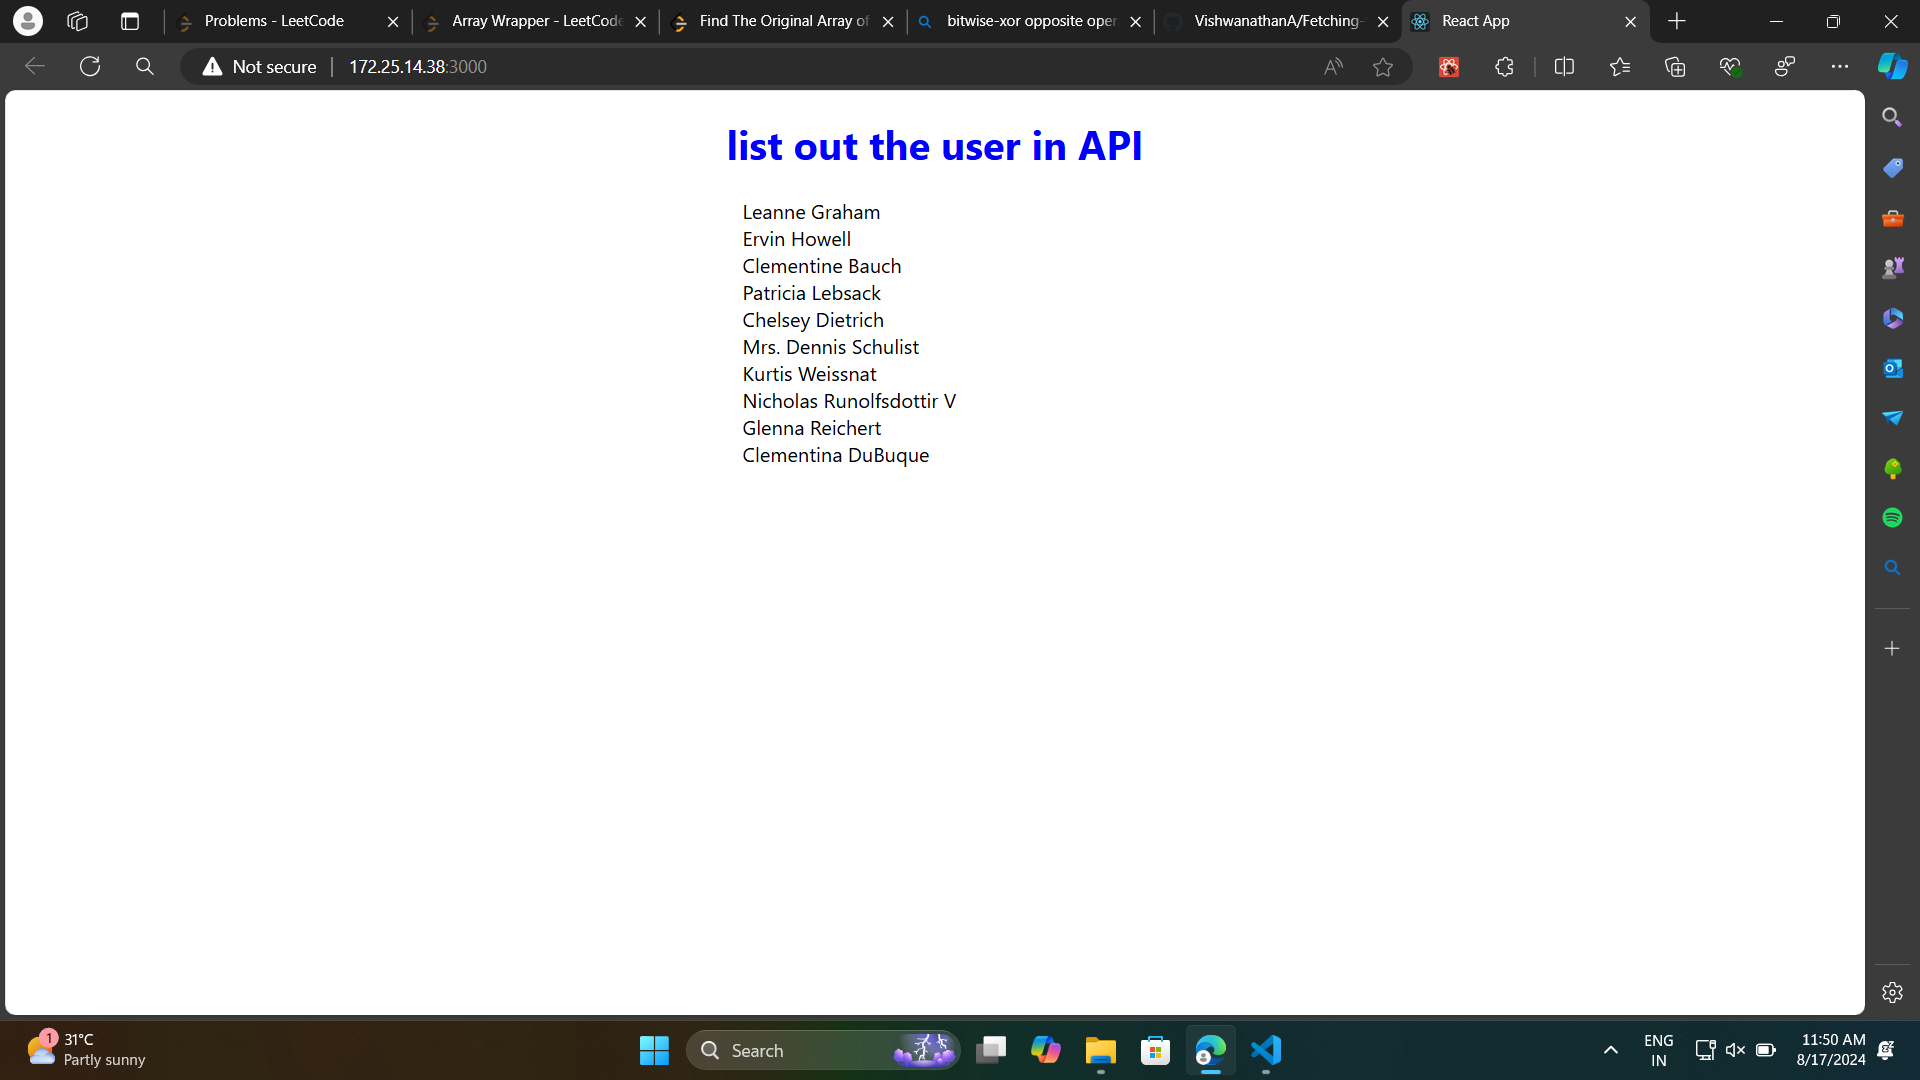 Problems - LeetCode
Array Wrapper - LeetCode
Find The Original Array of
bitwise-xor opposite oper
VishwanathanA/Fetching-
React App
Not secure
172.25.14.38:3000
list out the user in API
Leanne Graham
Ervin Howell
Clementine Bauch
Patricia Lebsack
Chelsey Dietrich
Mrs. Dennis Schulist
Kurtis Weissnat
Nicholas Runolfsdottir V
Glenna Reichert
Clementina DuBuque
1
31°C
Partly sunny
Search
ENG
IN
11:50 AM
8/17/2024